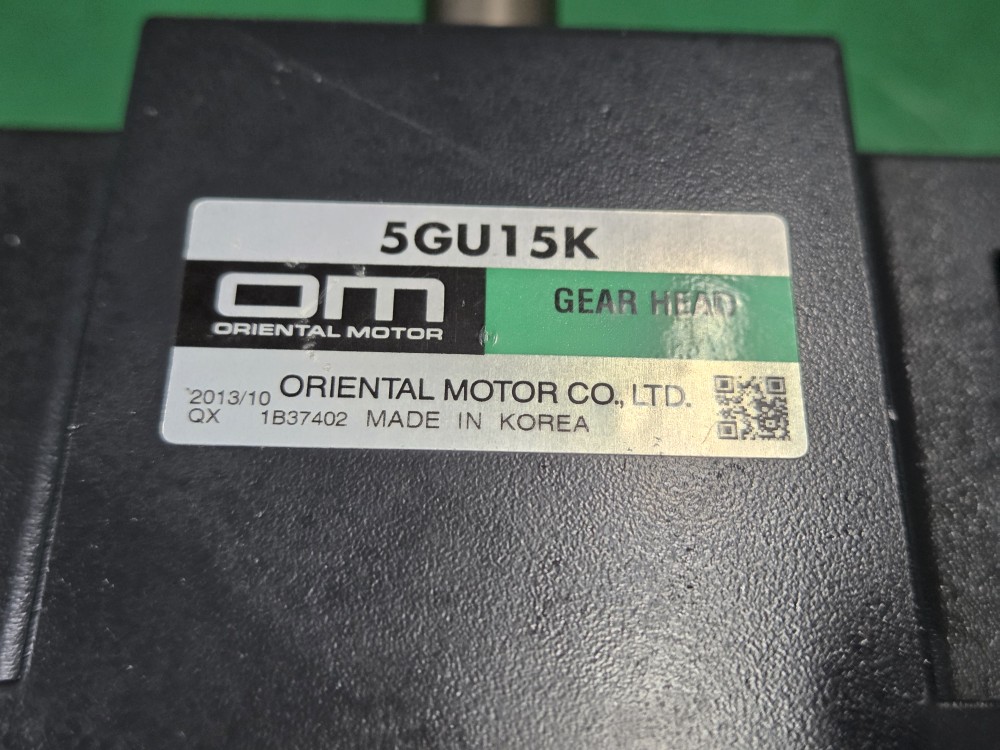 5GU15K
om
ORIENTAL MOTOR
GEAR HEAD
2013/10 ORIENTAL MOTOR CO., LTD.
QX 1B37402 MADE IN KOREA